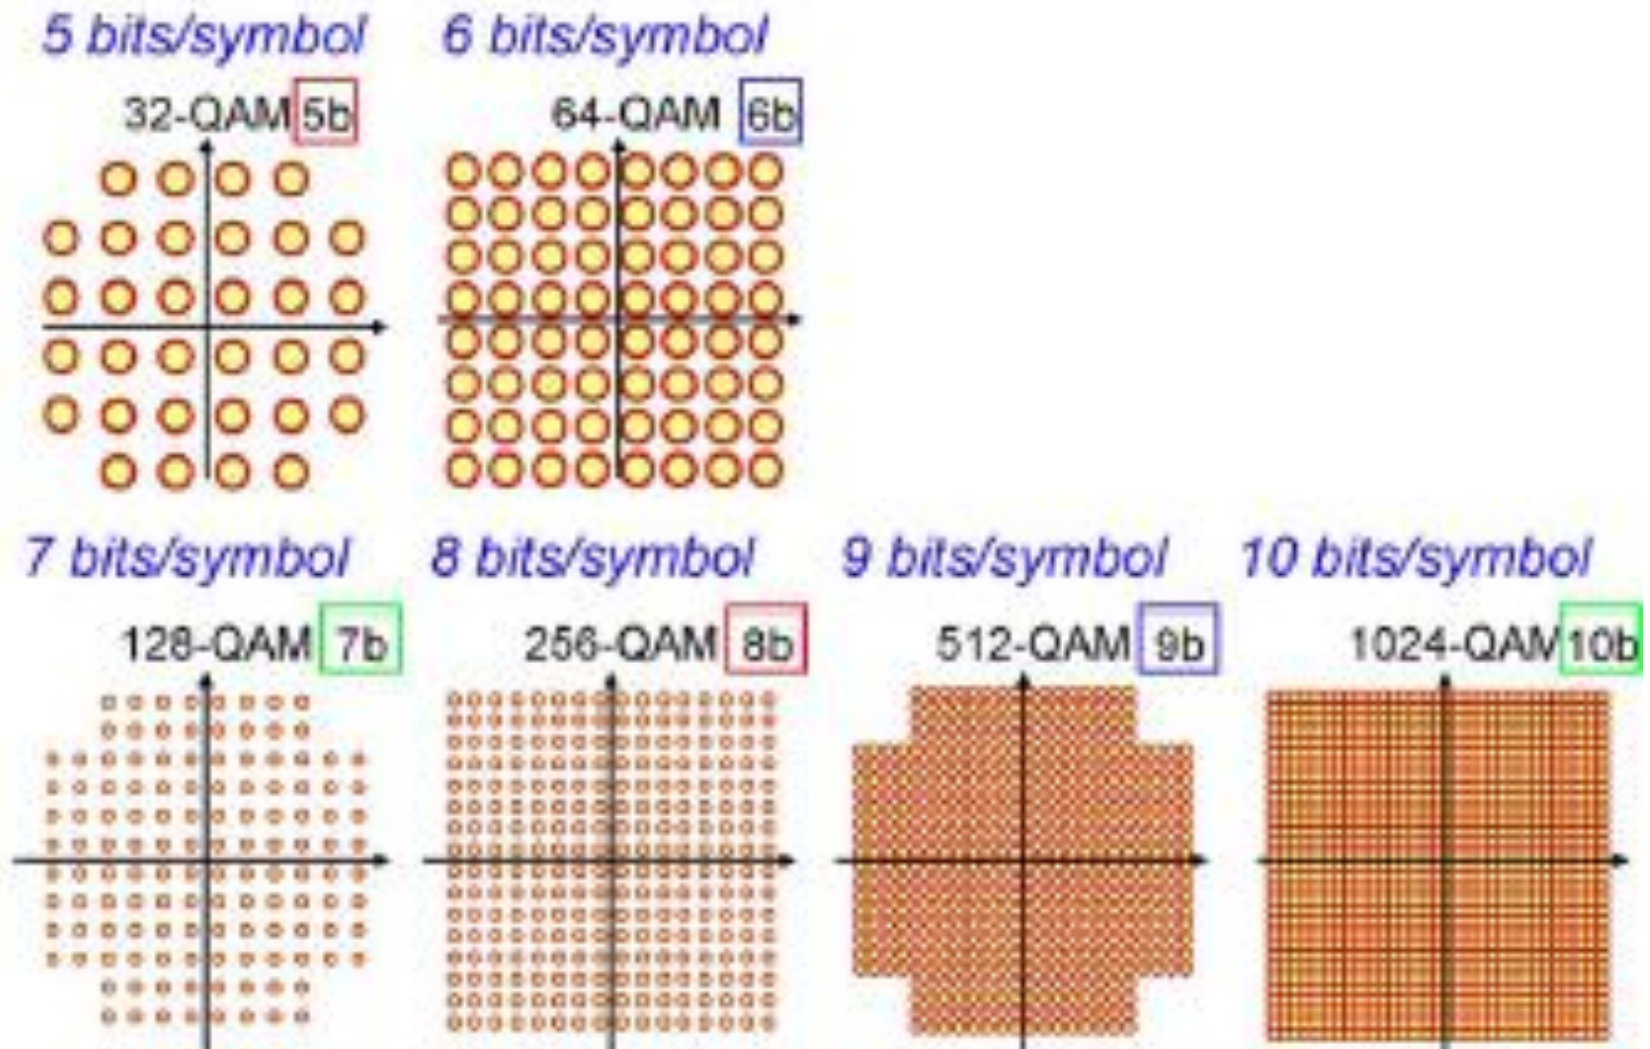 5 bits/symbol
6 bits/symbol
32-QAM 5b
64-QAM 6b
7 bits/symbol
8 bits/symbol
9 bits/symbol
10 bits/symbol
128-QAM 7b
256-QAM 8b
512-QAM 9b
1024-QAM 10b